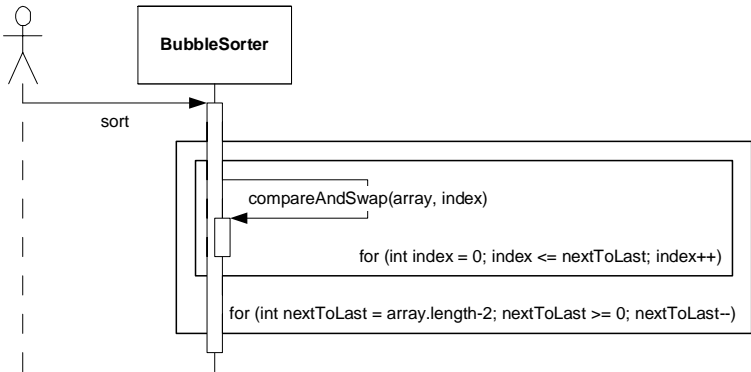 BubbleSorter
sort
compareAndSwap(array, index)
for (int index = 0; index <= nextToLast; index++)
for (int nextToLast = array.length-2; nextToLast >= 0; nextToLast--)